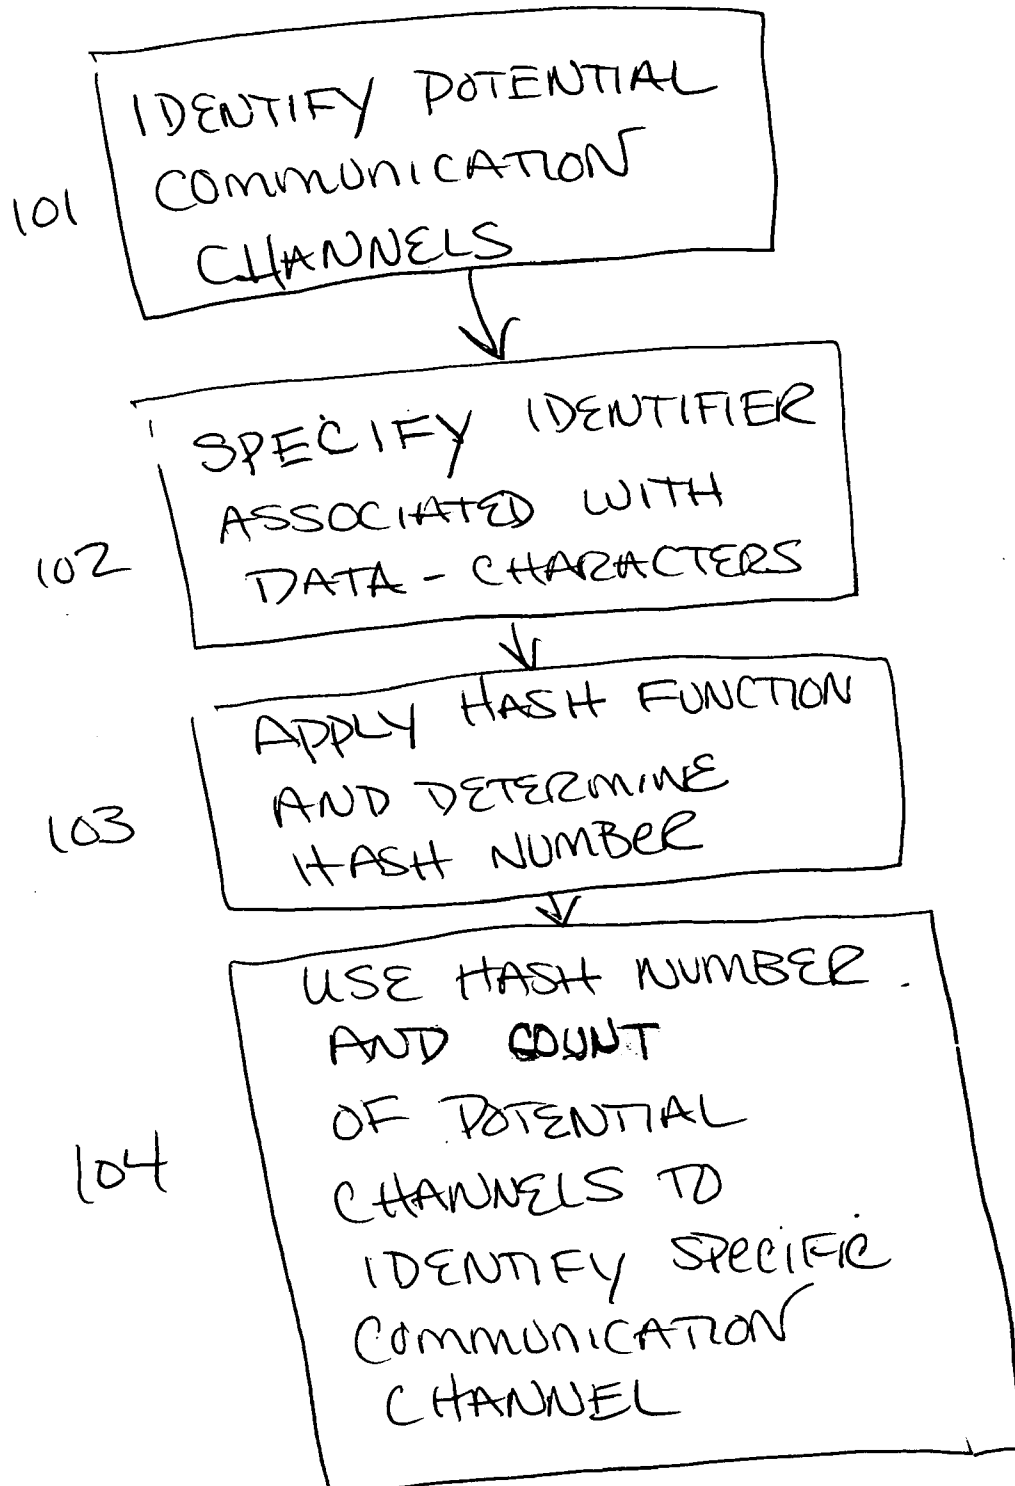 IDENTIFY POTENTIAL
COMMUNICATION
CHANNELS
101
SPECIFY IDENTIFIER
ASSOCIATED WITH
DATA - CHARACTERS
102
APPLY HASH FUNCTION
AND DETERMINE
HASH NUMBER
103
USE HASH NUMBER
AND COUNT
OF POTENTIAL
CHANNELS TO
IDENTIFY SPECIFIC
COMMUNICATION
CHANNEL
104